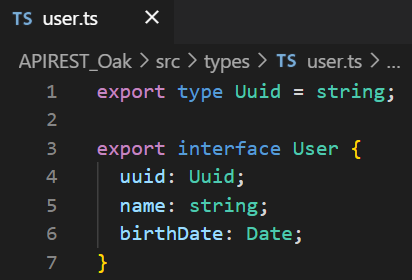 TS user.ts ×
APIREST_Oak > src > types > TS user.ts > ...
1 export type Uuid = string;
2
3 export interface User {
4   uuid: Uuid;
5   name: string;
6   birthDate: Date;
7 }